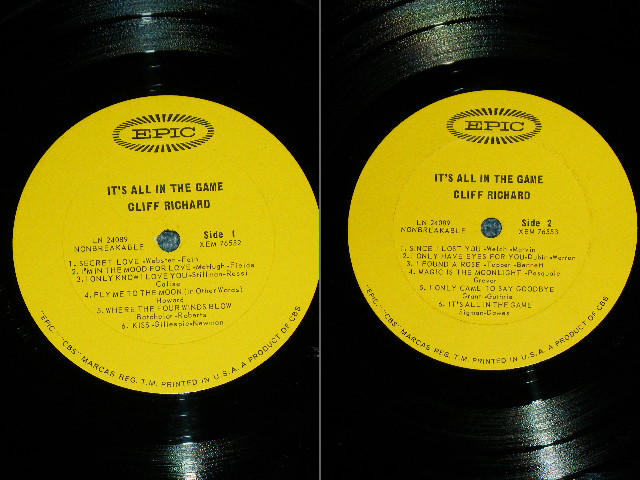 EPIC
IT'S ALL IN THE GAME
CLIFF RICHARD
LN 24089
NONBREAKABLE
Side 1
XEM 76552
1. SECRET LOVE -Webster-Fain
2. I'M IN THE MOOD FOR LOVE -McHugh-Fields
3. I ONLY KNOW I LOVE YOU -Stillman-Rossi
Calise
4. FLY ME TO THE MOON (In Other Words)
Howard
5. WHERE THE FOUR WINDS BLOW
Batchelor-Roberts
6. KISS -Gillespie-Newman
"EPIC," "CBS" MARCAS REG. T.M. PRINTED IN U.S.A. A PRODUCT OF CBS
EPIC
IT'S ALL IN THE GAME
CLIFF RICHARD
LN 24089
NONBREAKABLE
Side 2
XEM 76553
1. SINCE I LOST YOU -Welch-Marvin
2. I ONLY HAVE EYES FOR YOU -Dubin-Warren
3. I FOUND A ROSE -Tepper-Bennett
4. MAGIC IS THE MOONLIGHT -Pasquale
Grever
5. I ONLY CAME TO SAY GOODBYE
Grant-Guthrie
6. IT'S ALL IN THE GAME
Sigman-Dawes
"EPIC," "CBS" MARCAS REG. T.M. PRINTED IN U.S.A. A PRODUCT OF CBS